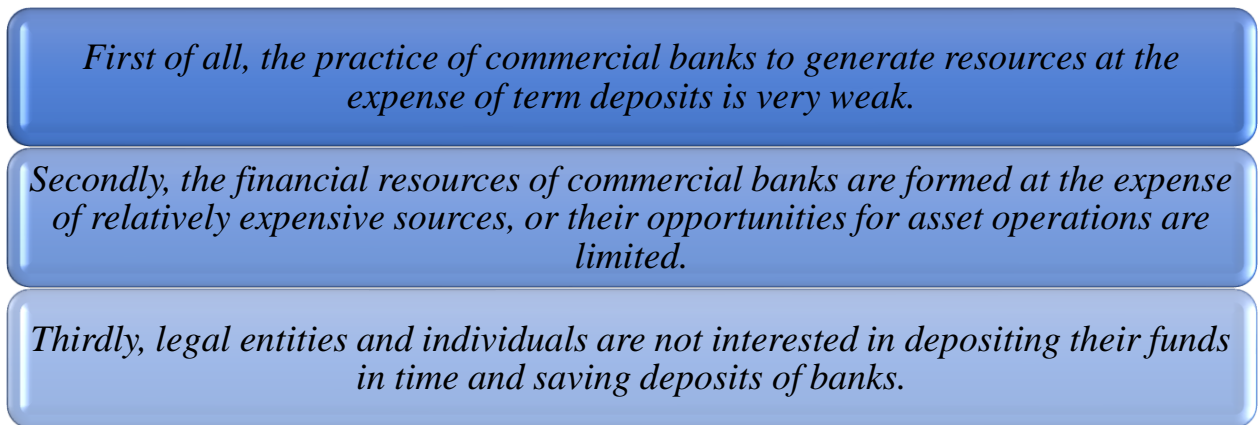 First of all, the practice of commercial banks to generate resources at the
expense of term deposits is very weak.
Secondly, the financial resources of commercial banks are formed at the expense
of relatively expensive sources, or their opportunities for asset operations are
limited.
Thirdly, legal entities and individuals are not interested in depositing their funds
in time and saving deposits of banks.